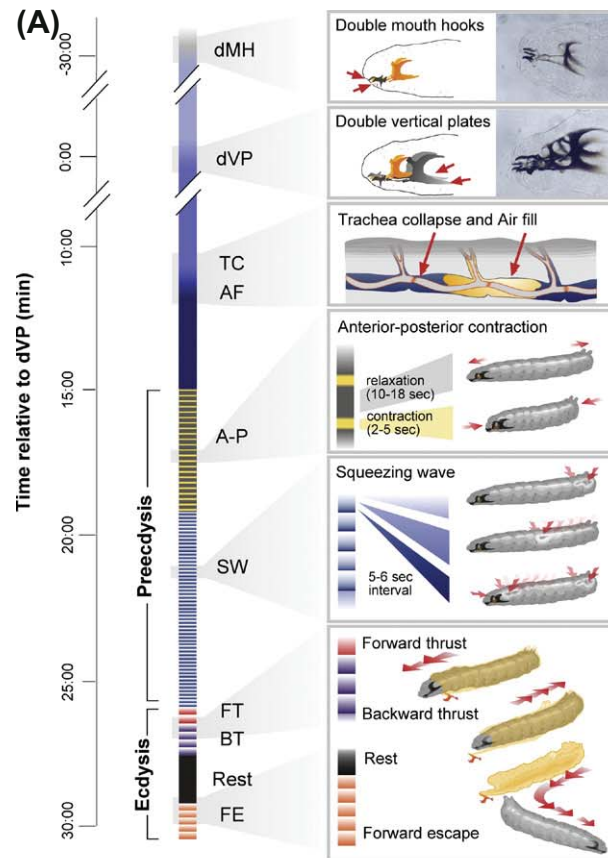 (A)
Time relative to dVP (min)
-30:00
0:00
10:00
15:00
20:00
25:00
30:00
Preecdysis
Ecdysis
dMH
dVP
TC
AF
A-P
SW
FT
BT
Rest
FE
Double mouth hooks
Double vertical plates
Trachea collapse and Air fill
Anterior-posterior contraction
relaxation
(10-18 sec)
contraction
(2-5 sec)
Squeezing wave
5-6 sec
interval
Forward thrust
Backward thrust
Rest
Forward escape